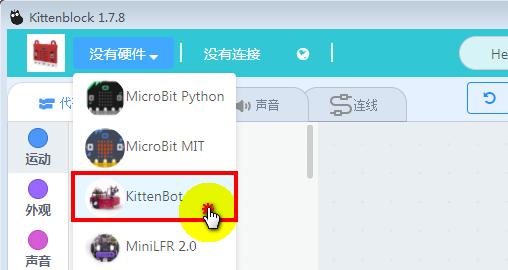 Kittenblock 1.7.8
没有硬件 没有连接 He
代
声音 连线
MicroBit Python
MicroBit MIT
运动
KittenBot
外观
MiniLFR 2.0
声音